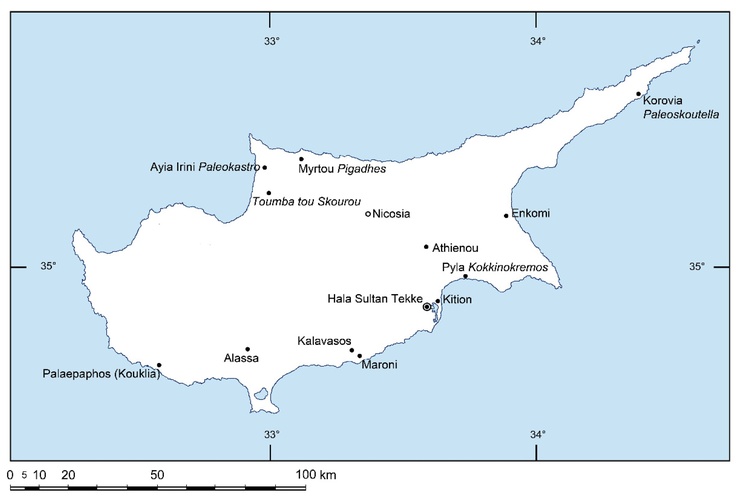 33° 34°
Korovia
Paleoskoutella
Ayia Irini Paleokastro
Myrtou Pigadhes
Toumba tou Skourou
Nicosia
Enkomi
Athienou
35° 35°
Pyla Kokkinokremos
Hala Sultan Tekke
Kition
Kalavasos
Alassa
Maroni
Palaepaphos (Kouklia)
33° 34°
0 5 10 20 50 100 km